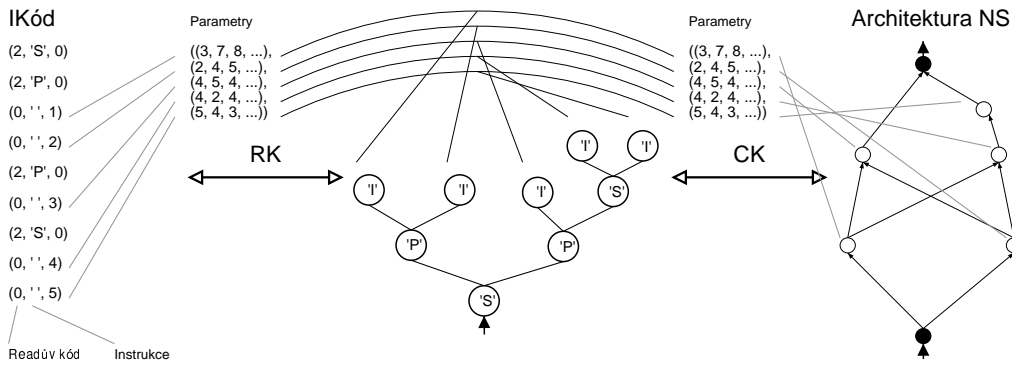 IKód
(2, 'S', 0)
(2, 'P', 0)
(0, ' ', 1)
(0, ' ', 2)
(2, 'P', 0)
(0, ' ', 3)
(2, 'S', 0)
(0, ' ', 4)
(0, ' ', 5)
Readův kód
Instrukce
Parametry
((3, 7, 8, ...),
(2, 4, 5, ...),
(4, 5, 4, ...),
(4, 2, 4, ...),
(5, 4, 3, ...))
RK
'I'
'I'
'I'
'I'
'I'
'S'
'P'
'P'
'S'
Parametry
((3, 7, 8, ...),
(2, 4, 5, ...),
(4, 5, 4, ...),
(4, 2, 4, ...),
(5, 4, 3, ...))
CK
Architektura NS